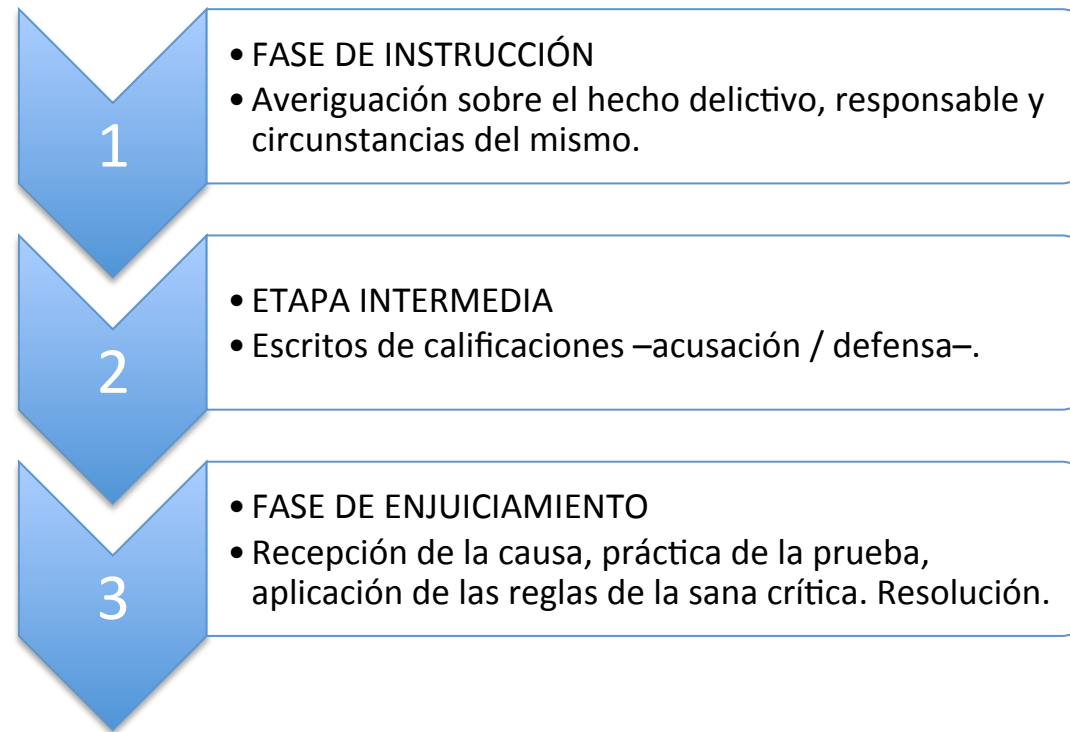 1
• FASE DE INSTRUCCIÓN
• Averiguación sobre el hecho delictivo, responsable y
circunstancias del mismo.
2
• ETAPA INTERMEDIA
• Escritos de calificaciones –acusación / defensa–.
3
• FASE DE ENJUICIAMIENTO
• Recepción de la causa, práctica de la prueba,
aplicación de las reglas de la sana crítica. Resolución.